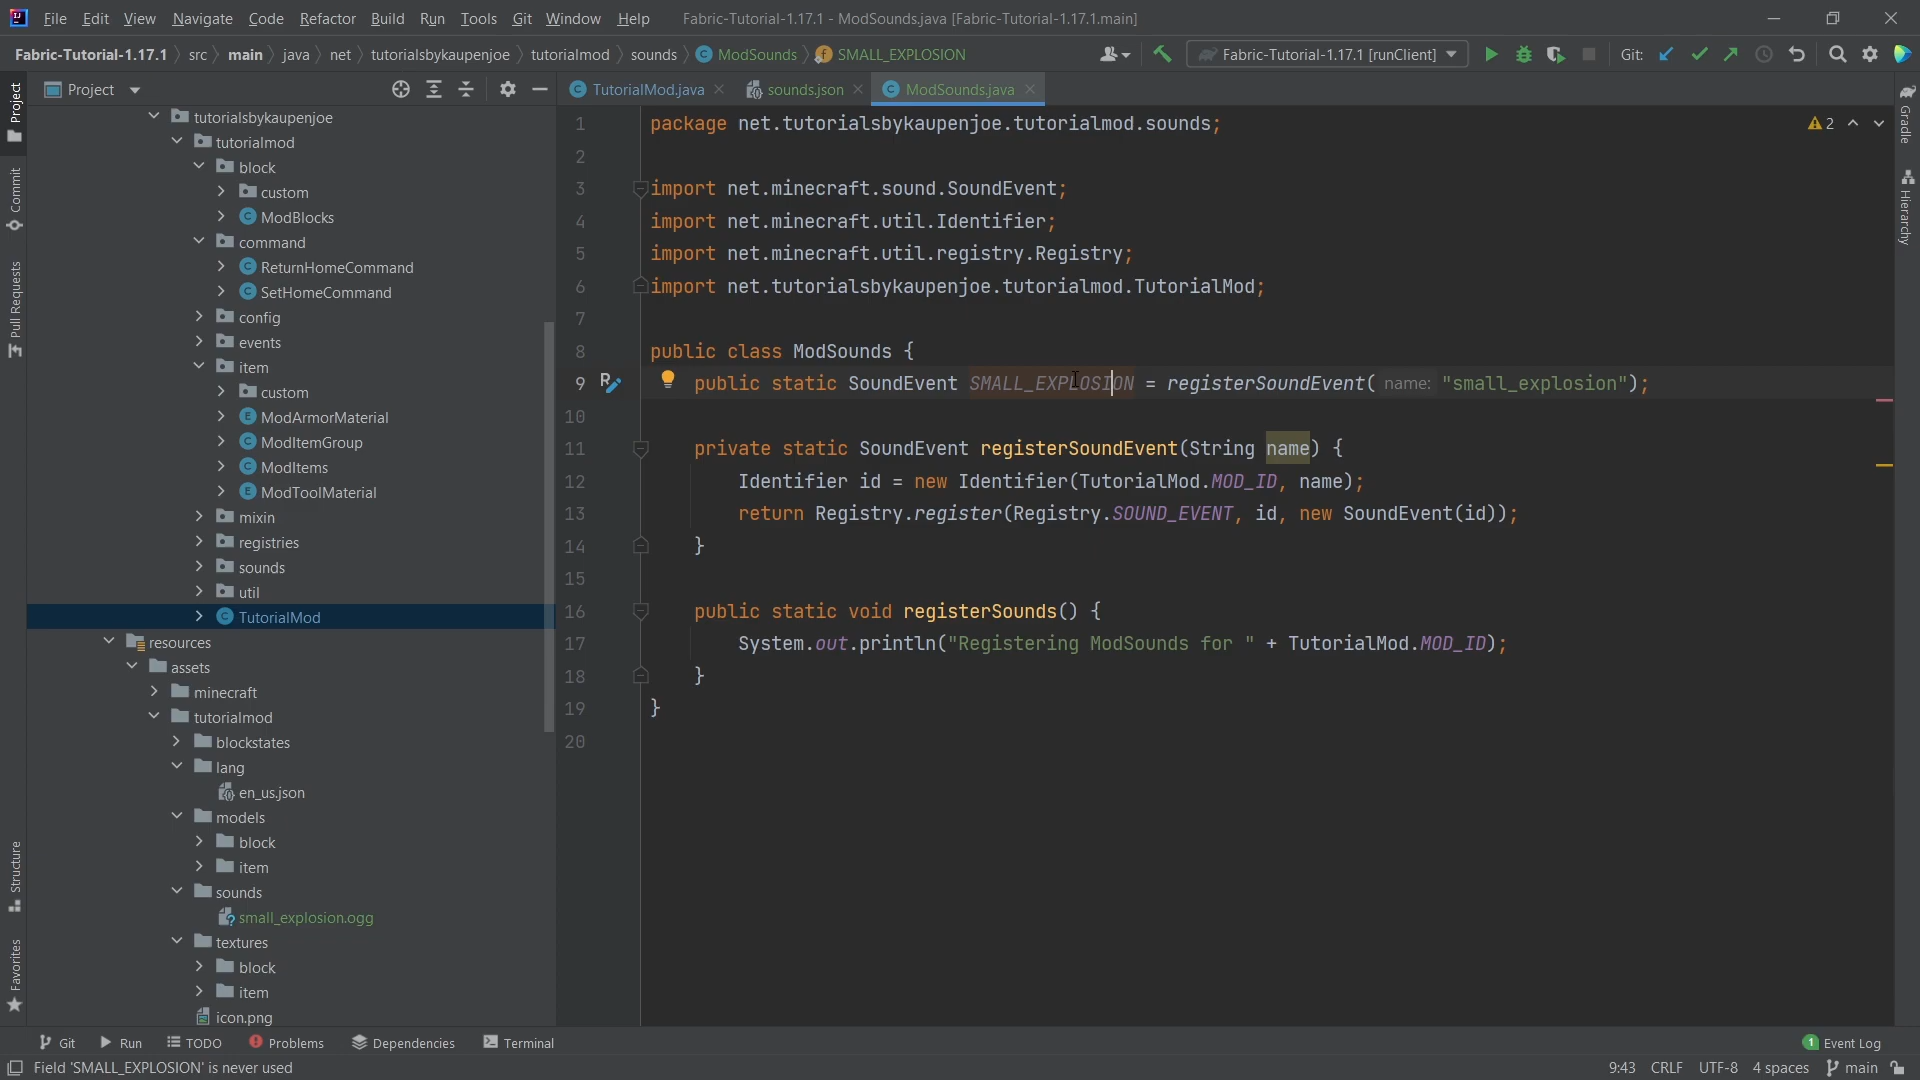 File Edit View Navigate Code Refactor Build Run Tools Git Window Help Fabric-Tutorial-1.17.1 - ModSounds.java [Fabric-Tutorial-1.17.1.main]
Fabric-Tutorial-1.17.1 src main java net tutorialsbykaupenjoe tutorialmod sounds ModSounds SMALL_EXPLOSION Fabric-Tutorial-1.17.1 [runClient] Git:
Project TutorialMod.java sounds.json ModSounds.java
Project
Commit
Pull Requests
Structure
Favorites
tutorialsbykaupenjoe
tutorialmod
block
custom
ModBlocks
command
ReturnHomeCommand
SetHomeCommand
config
events
item
custom
ModArmorMaterial
ModItemGroup
ModItems
ModToolMaterial
mixin
registries
sounds
util
TutorialMod
resources
assets
minecraft
tutorialmod
blockstates
lang
en_us.json
models
block
item
sounds
small_explosion.ogg
textures
block
item
icon.png
1 package net.tutorialsbykaupenjoe.tutorialmod.sounds;
2
3 import net.minecraft.sound.SoundEvent;
4 import net.minecraft.util.Identifier;
5 import net.minecraft.util.registry.Registry;
6 import net.tutorialsbykaupenjoe.tutorialmod.TutorialMod;
7
8 public class ModSounds {
9 public static SoundEvent SMALL_EXPLOSION = registerSoundEvent( name: "small_explosion");
10
11 private static SoundEvent registerSoundEvent(String name) {
12 Identifier id = new Identifier(TutorialMod.MOD_ID, name);
13 return Registry.register(Registry.SOUND_EVENT, id, new SoundEvent(id));
14 }
15
16 public static void registerSounds() {
17 System.out.println("Registering ModSounds for " + TutorialMod.MOD_ID);
18 }
19 }
20
2
Gradle
Hierarchy
Git Run TODO Problems Dependencies Terminal 1 Event Log
Field 'SMALL_EXPLOSION' is never used 9:43 CRLF UTF-8 4 spaces main